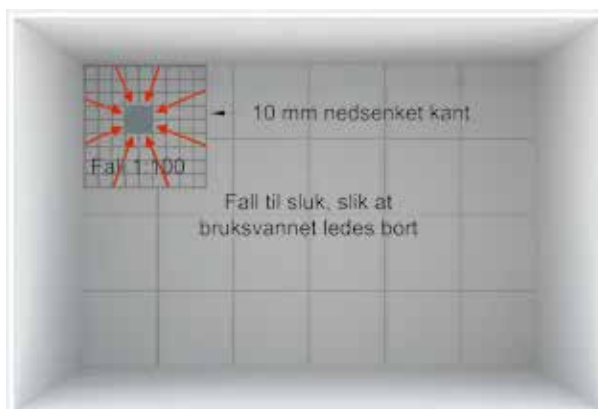 10 mm nedsenket kant
Fall 1:100
Fall til sluk, slik at
bruksvannet ledes bort